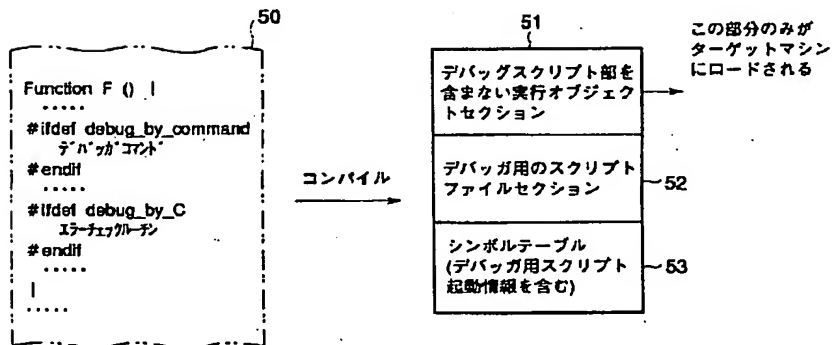 50
Function F () |
.....
#ifdef debug_by_command
デバッガコマンド
#endif
.....
#ifdef debug_by_C
エラーチェックルーチン
#endif
.....
|
.....
コンパイル
51
デバッグスクリプト部を
含まない実行オブジェク
トセクション
この部分のみが
ターゲットマシン
にロードされる
デバッガ用のスクリプト
ファイルセクション
52
シンボルテーブル
(デバッガ用スクリプト
起動情報を含む)
53